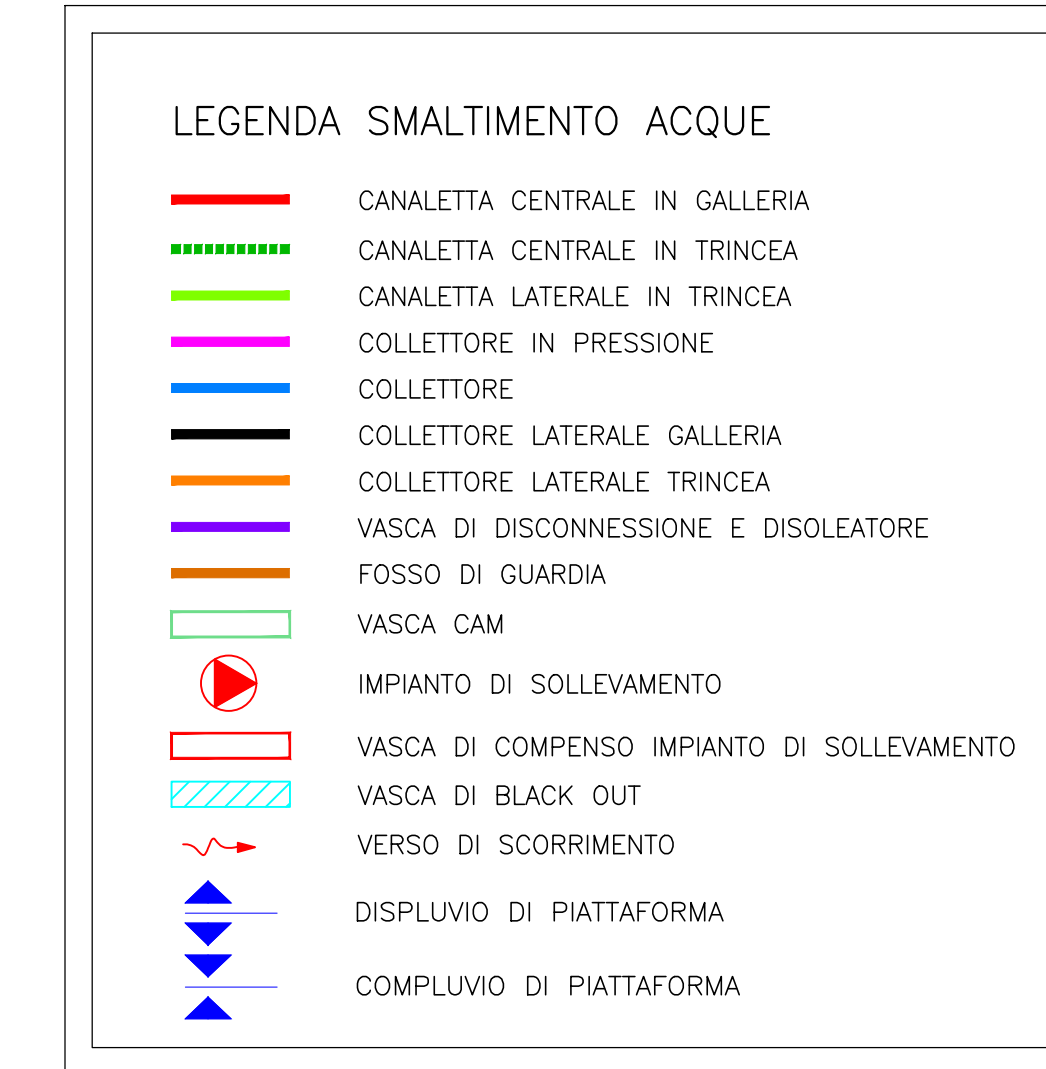 LEGENDA SMALTIMENTO ACQUE
CANALETTA CENTRALE IN GALLERIA
CANALETTA CENTRALE IN TRINCEA
CANALETTA LATERALE IN TRINCEA
COLLETTORE IN PRESSIONE
COLLETTORE
COLLETTORE LATERALE GALLERIA
COLLETTORE LATERALE TRINCEA
VASCA DI DISCONNESSIONE E DISOLEATORE
FOSSO DI GUARDIA
VASCA CAM
IMPIANTO DI SOLLEVAMENTO
VASCA DI COMPENSO IMPIANTO DI SOLLEVAMENTO
VASCA DI BLACK OUT
VERSO DI SCORRIMENTO
DISPLUVIO DI PIATTAFORMA
COMPLUVIO DI PIATTAFORMA